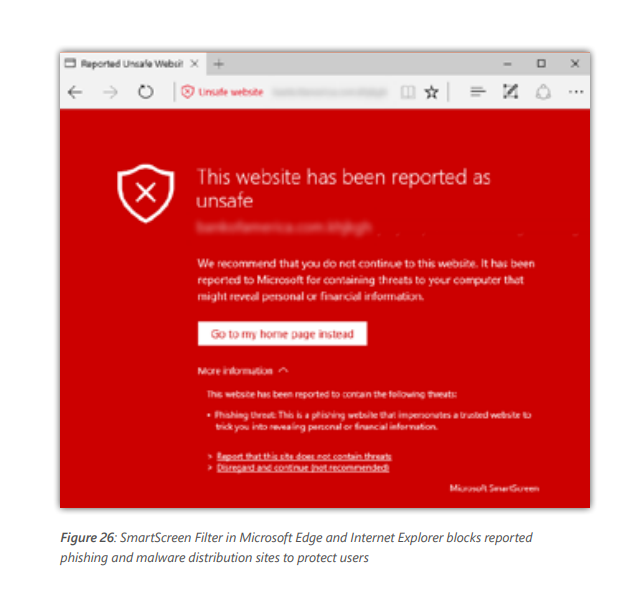 Reported Unsafe Websit
Unsafe website
This website has been reported as
unsafe
We recommend that you do not continue to this website. It has been
reported to Microsoft for containing threats to your computer that
might reveal personal or financial information.
Go to my home page instead
More information
This website has been reported to contain the following threats:
• Phishing threat: This is a phishing website that impersonates a trusted website to
trick you into revealing personal or financial information.
> Report that this site does not contain threats
> Disregard and continue (not recommended)
Microsoft SmartScreen
Figure 26: SmartScreen Filter in Microsoft Edge and Internet Explorer blocks reported
phishing and malware distribution sites to protect users